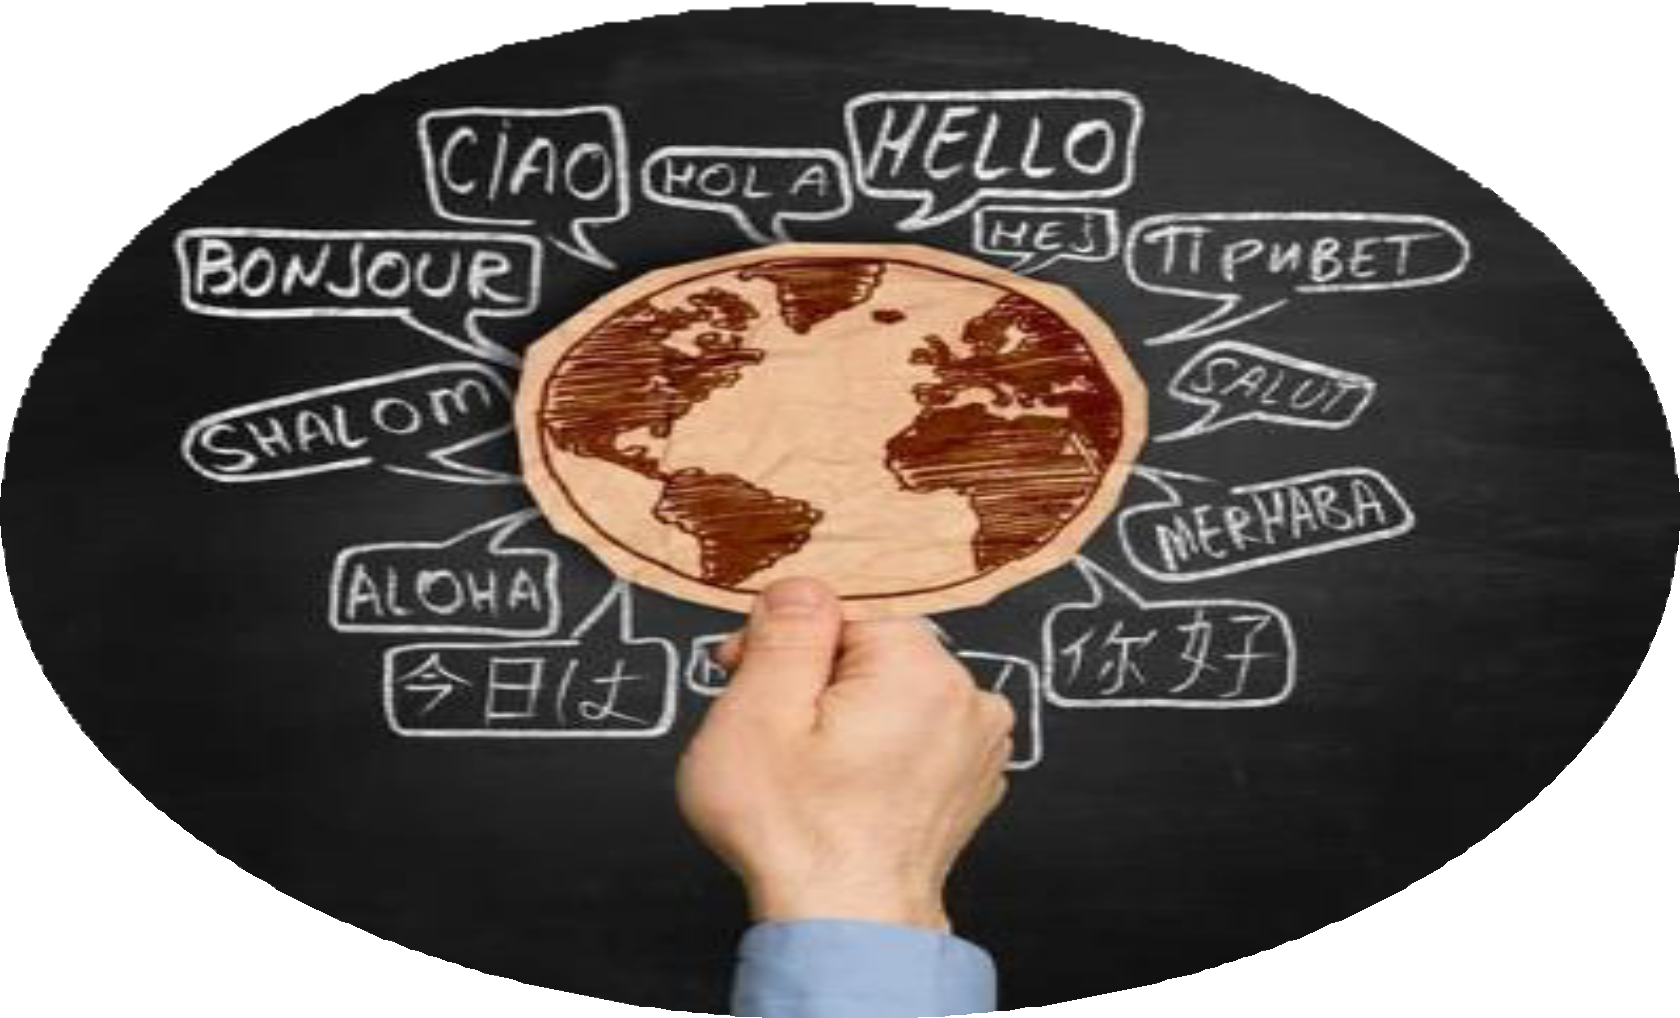 CIAO
HOLA
HELLO
HEJ
ПРИВЕТ
BONJOUR
SALUT
SHALOM
MERHABA
ALOHA
今日は
你好